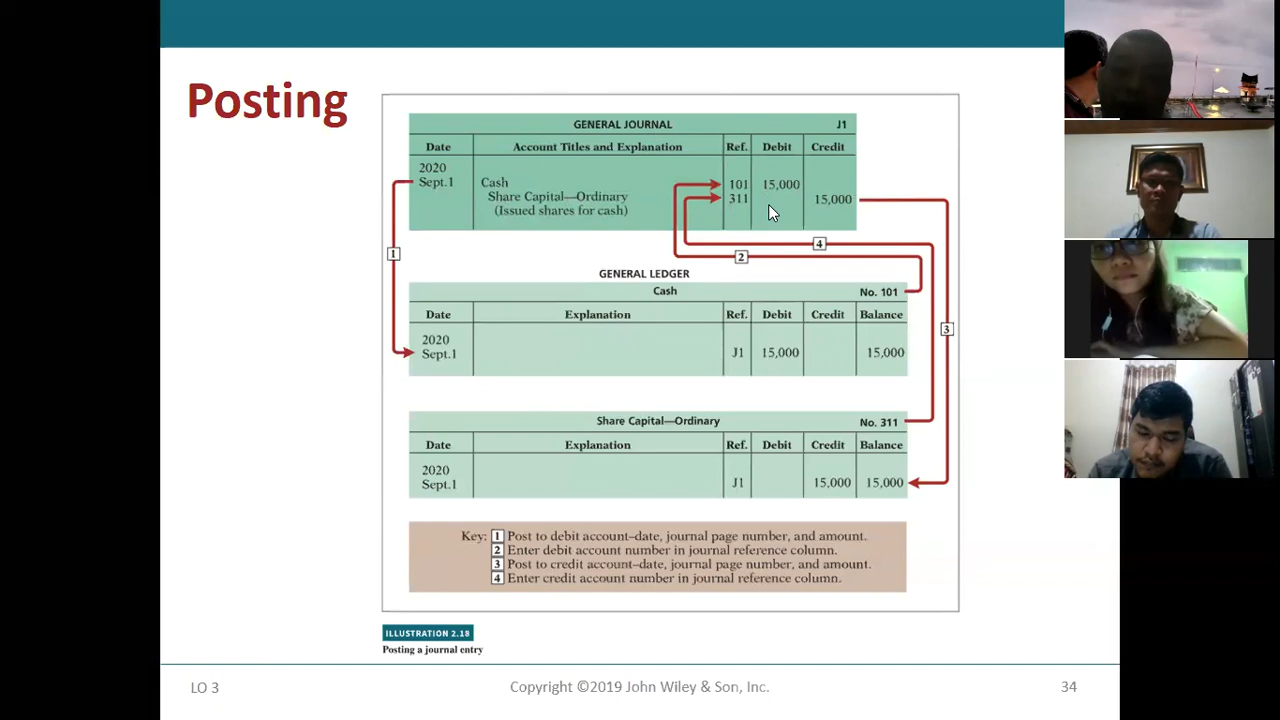 Posting
GENERAL JOURNAL J1
Date Account Titles and Explanation Ref. Debit Credit
2020
Sept.1 Cash 101 15,000
Share Capital—Ordinary 311 15,000
(Issued shares for cash)
1
4
2
3
GENERAL LEDGER
Cash No. 101
Date Explanation Ref. Debit Credit Balance
2020
Sept.1 J1 15,000 15,000
Share Capital—Ordinary No. 311
Date Explanation Ref. Debit Credit Balance
2020
Sept.1 J1 15,000 15,000
Key: 1 Post to debit account–date, journal page number, and amount.
2 Enter debit account number in journal reference column.
3 Post to credit account–date, journal page number, and amount.
4 Enter credit account number in journal reference column.
ILLUSTRATION 2.18
Posting a journal entry
LO 3 Copyright ©2019 John Wiley & Son, Inc. 34